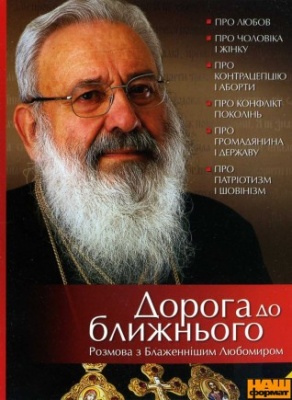 ПРО ЛЮБОВ
ПРО ЧОЛОВІКА
І ЖІНКУ
ПРО
КОНТРАЦЕПЦІЮ
І АБОРТИ
ПРО КОНФЛІКТ
ПОКОЛІНЬ
ПРО
ГРОМАДЯНИНА
І ДЕРЖАВУ
ПРО
ПАТРІОТИЗМ
І ШОВІНІЗМ
Дорога до
ближнього
Розмова з Блаженнішим Любомиром
НАШ
формат